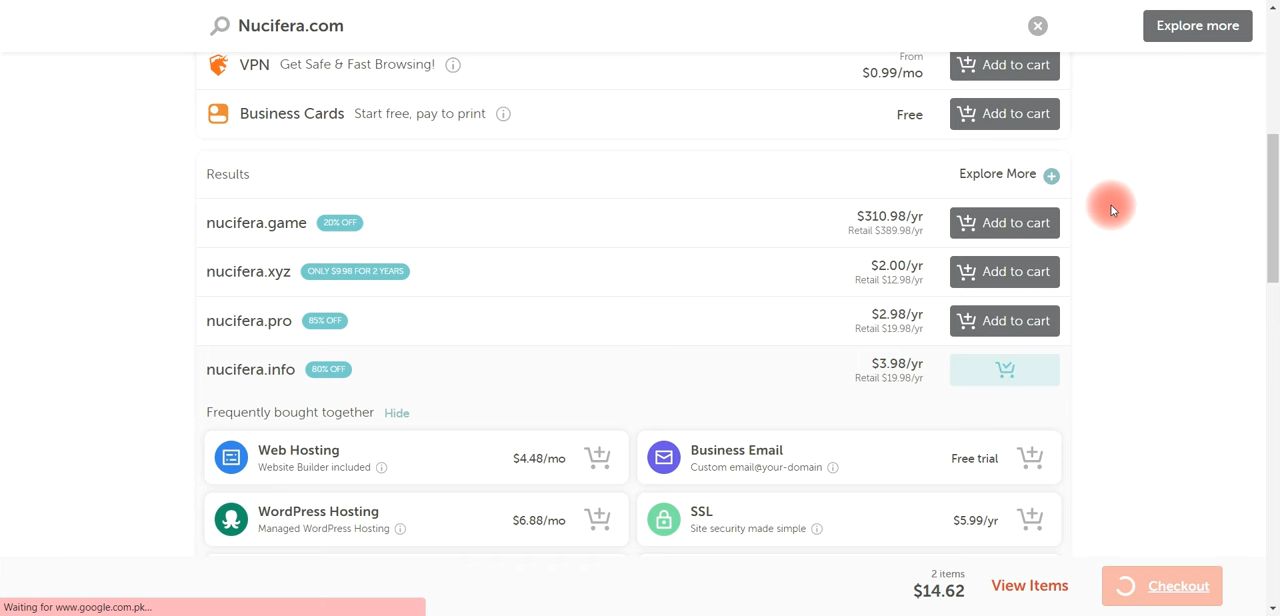 Nucifera.com
Explore more
VPN Get Safe & Fast Browsing!
From
$0.99/mo
Add to cart
Business Cards Start free, pay to print
Free
Add to cart
Results
Explore More
nucifera.game 20% OFF
$310.98/yr
Retail $389.98/yr
Add to cart
nucifera.xyz ONLY $9.98 FOR 2 YEARS
$2.00/yr
Retail $12.98/yr
Add to cart
nucifera.pro 85% OFF
$2.98/yr
Retail $19.98/yr
Add to cart
nucifera.info 80% OFF
$3.98/yr
Retail $19.98/yr
Frequently bought together Hide
Web Hosting
Website Builder included
$4.48/mo
Business Email
Custom email@your-domain
Free trial
WordPress Hosting
Managed WordPress Hosting
$6.88/mo
SSL
Site security made simple
$5.99/yr
2 items
$14.62
View Items
Checkout
Waiting for www.google.com.pk...